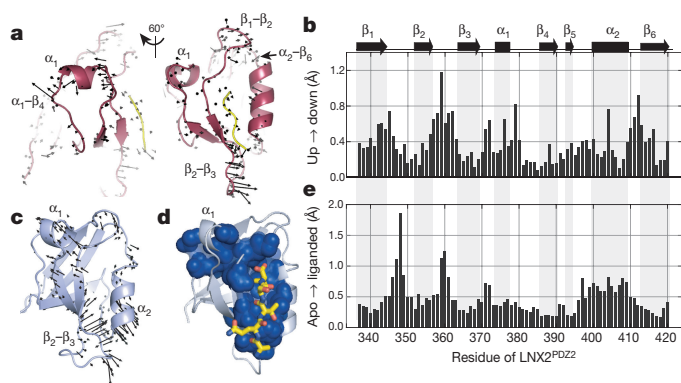 a
60°
α1
α1–β4
α1
β1–β2
α2–β6
β2–β3
c
α1
α2
β2–β3
d
α1
b
β1 β2 β3 α1 β4 β5 α2 β6
Up → down (Å)
1.2
0.8
0.4
0.0
e
Apo → liganded (Å)
2.0
1.5
1.0
0.5
0
340 350 360 370 380 390 400 410 420
Residue of LNX2PDZ2